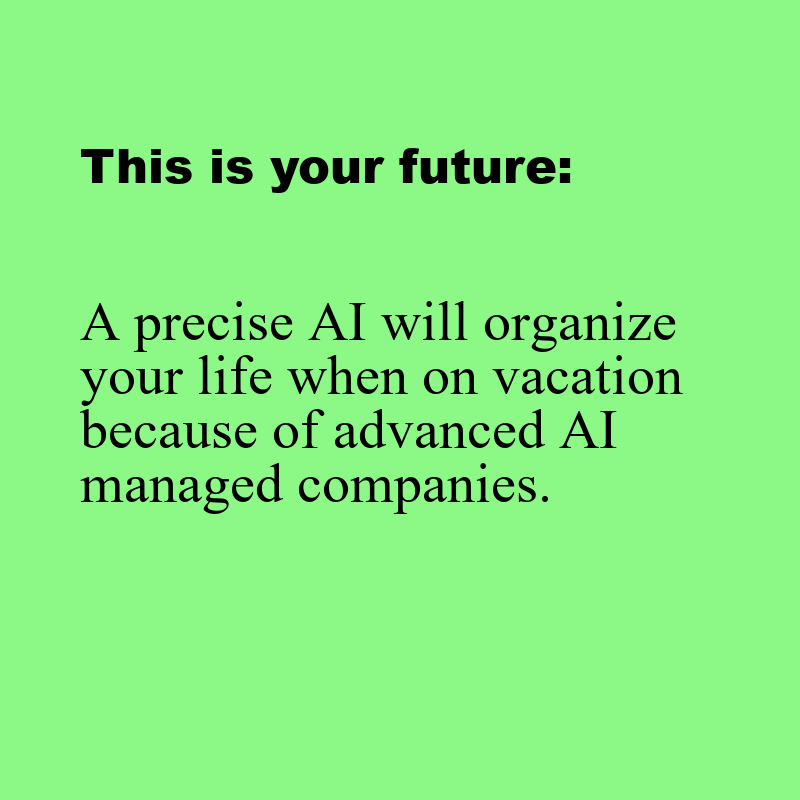 This is your future:
A precise AI will organize
your life when on vacation
because of advanced AI
managed companies.